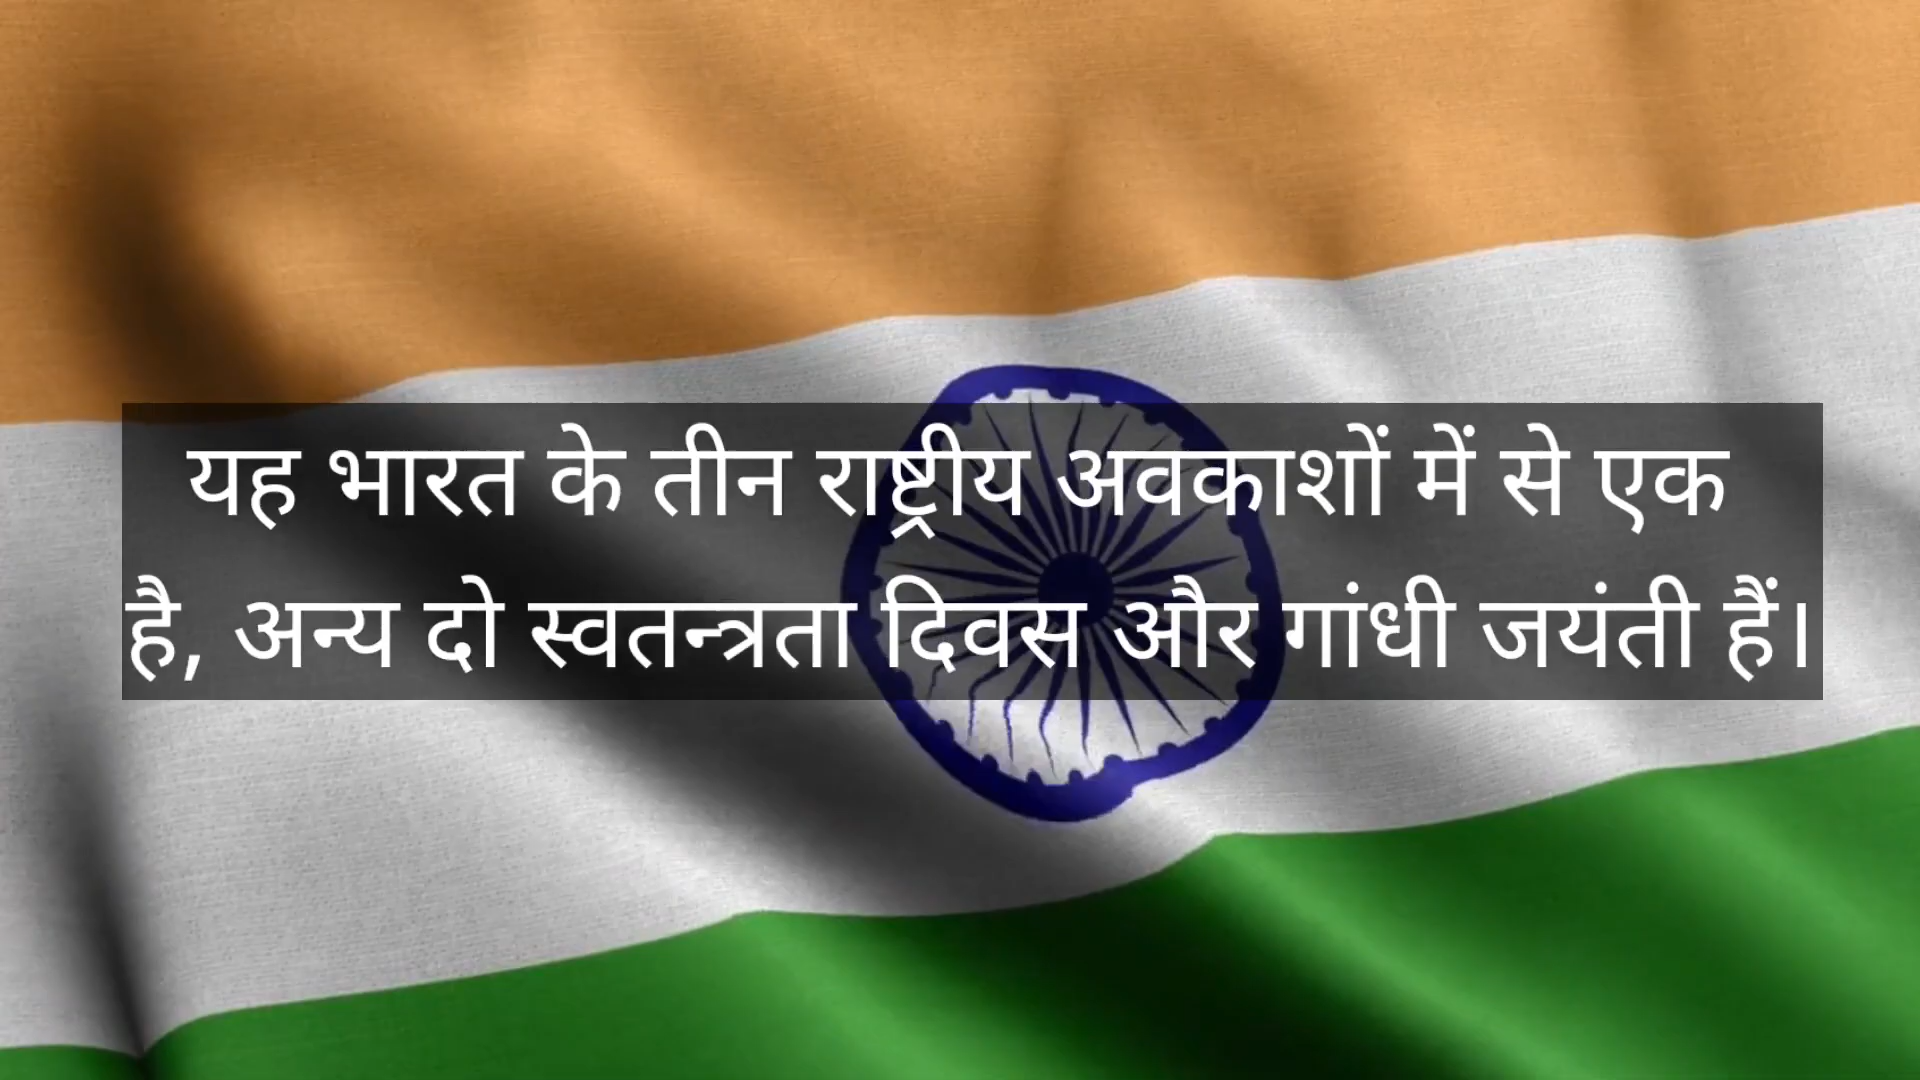 यह भारत के तीन राष्ट्रीय अवकाशों में से एक
है, अन्य दो स्वतन्त्रता दिवस और गांधी जयंती हैं।